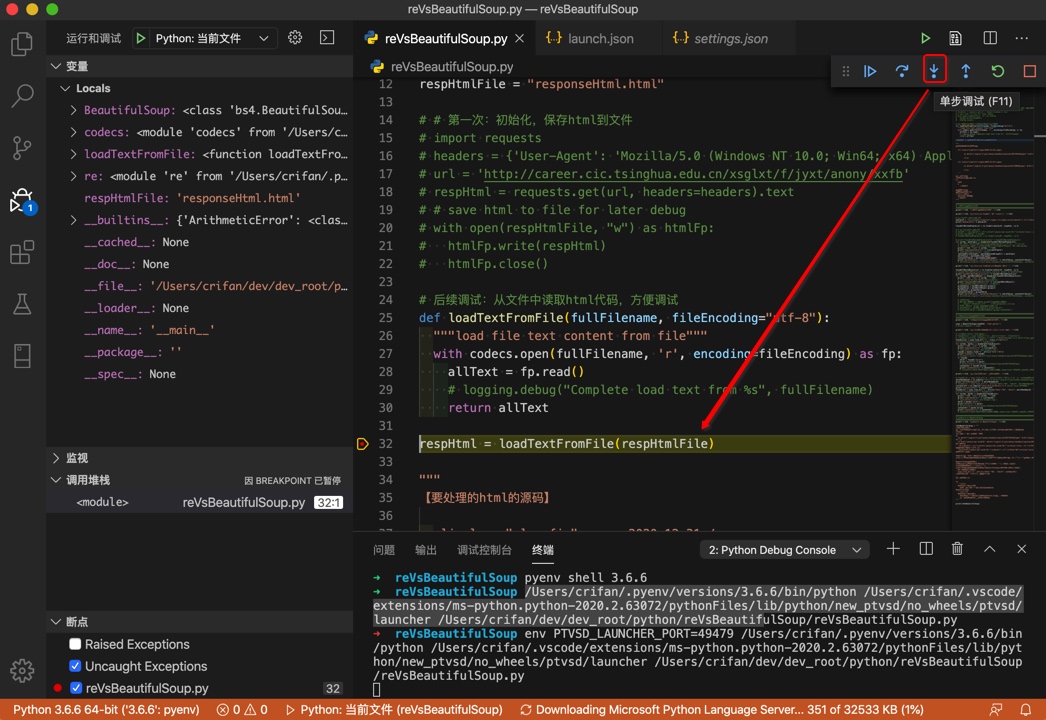 reVsBeautifulSoup.py — reVsBeautifulSoup
运行和调试
Python: 当前文件
reVsBeautifulSoup.py
launch.json
settings.json
变量
Locals
BeautifulSoup: <class 'bs4.BeautifulSou…
codecs: <module 'codecs' from '/Users/c…
loadTextFromFile: <function loadTextFro…
re: <module 're' from '/Users/crifan/.p…
respHtmlFile: 'responseHtml.html'
__builtins__: {'ArithmeticError': <clas…
__cached__: None
__doc__: None
__file__: '/Users/crifan/dev/dev_root/p…
__loader__: None
__name__: '__main__'
__package__: ''
__spec__: None
监视
调用堆栈
因 BREAKPOINT 已暂停
<module>
reVsBeautifulSoup.py
32:1
断点
Raised Exceptions
Uncaught Exceptions
reVsBeautifulSoup.py
32
1
reVsBeautifulSoup.py
单步调试 (F11)
12 respHtmlFile = "responseHtml.html"
13
14 # # 第一次：初始化，保存html到文件
15 # import requests
16 # headers = {'User-Agent': 'Mozilla/5.0 (Windows NT 10.0; Win64; x64) Appl
17 # url = 'http://career.cic.tsinghua.edu.cn/xsglxt/f/jyxt/anony/xxfb'
18 # respHtml = requests.get(url, headers=headers).text
19 # # save html to file for later debug
20 # with open(respHtmlFile, "w") as htmlFp:
21 #   htmlFp.write(respHtml)
22 #   htmlFp.close()
23
24 # 后续调试：从文件中读取html代码，方便调试
25 def loadTextFromFile(fullFilename, fileEncoding="utf-8"):
26 """load file text content from file"""
27 with codecs.open(fullFilename, 'r', encoding=fileEncoding) as fp:
28 allText = fp.read()
29 # logging.debug("Complete load text from %s", fullFilename)
30 return allText
31
32 respHtml = loadTextFromFile(respHtmlFile)
33
34 """
35 【要处理的html的源码】
36
问题
输出
调试控制台
终端
2: Python Debug Console
➜ reVsBeautifulSoup pyenv shell 3.6.6
➜ reVsBeautifulSoup /Users/crifan/.pyenv/versions/3.6.6/bin/python /Users/crifan/.vscode/
extensions/ms-python.python-2020.2.63072/pythonFiles/lib/python/new_ptvsd/no_wheels/ptvsd/
launcher /Users/crifan/dev/dev_root/python/reVsBeautifulSoup/reVsBeautifulSoup.py
➜ reVsBeautifulSoup env PTVSD_LAUNCHER_PORT=49479 /Users/crifan/.pyenv/versions/3.6.6/bin
/python /Users/crifan/.vscode/extensions/ms-python.python-2020.2.63072/pythonFiles/lib/pyt
hon/new_ptvsd/no_wheels/ptvsd/launcher /Users/crifan/dev/dev_root/python/reVsBeautifulSoup
/reVsBeautifulSoup.py
Python 3.6.6 64-bit ('3.6.6': pyenv)
0
0
Python: 当前文件 (reVsBeautifulSoup)
Downloading Microsoft Python Language Server... 351 of 32533 KB (1%)